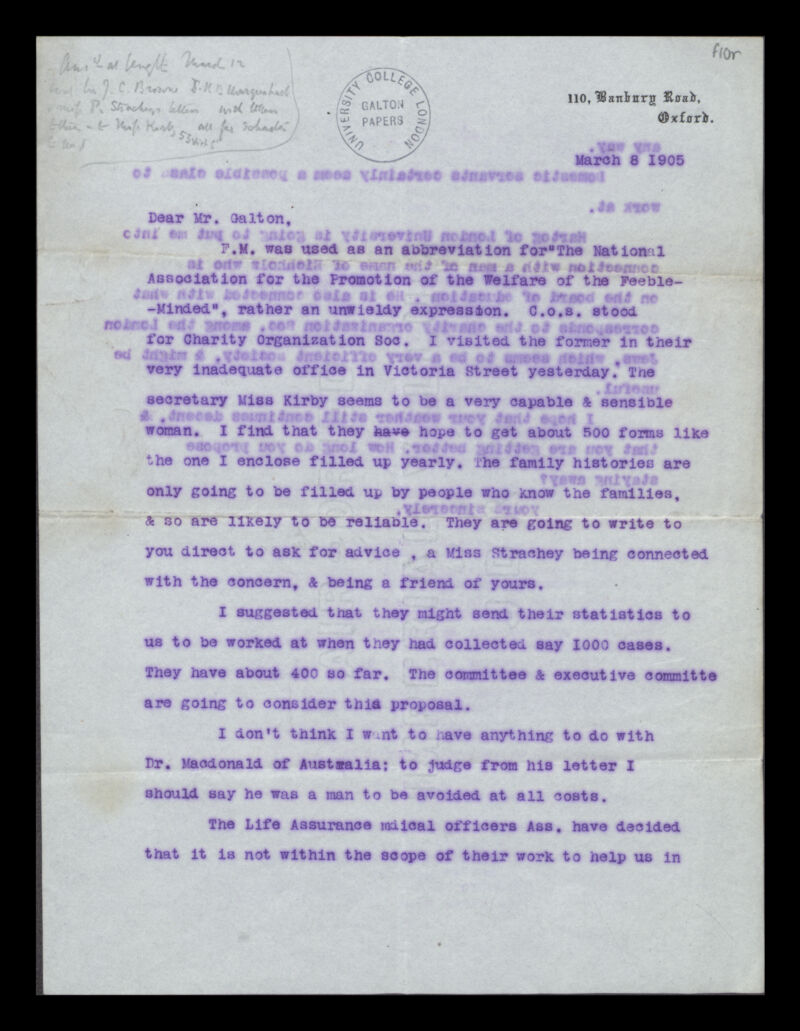 f10r
Ans^d at length March 12
UNIVERSITY COLLEGE LONDON
GALTON
PAPERS
110, Banbury Road,
Oxford.
March 8 1905
Dear Mr. Galton,
F.M. was used as an abbreviation for"The National
Association for the Promotion of the Welfare of the Feeble-
-Minded", rather an unwieldy expression. C.o.s. stood
for Charity Organization Soc. I visited the former in their
very inadequate office in Victoria Street yesterday. The
secretary Miss Kirby seems to be a very capable & sensible
woman. I find that they have hope to get about 500 forms like
the one I enclose filled up yearly. The family histories are
only going to be filled up by people who know the families,
& so are likely to be reliable. They are going to write to
you direct to ask for advice , a Miss Strachey being connected
with the concern, & being a friend of yours.
I suggested that they might send their statistics to
us to be worked at when they had collected say 1000 cases.
They have about 400 so far. The committee & executive committe
are going to consider this proposal.
I don't think I want to have anything to do with
Dr. Macdonald of Australia; to judge from his letter I
should say he was a man to be avoided at all costs.
The Life Assurance mdical officers Ass. have decided
that it is not within the scope of their work to help us in